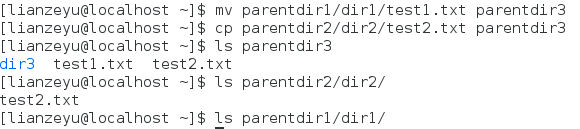 [lianzeyu@localhost ~]$ mv parentdir1/dir1/test1.txt parentdir3
[lianzeyu@localhost ~]$ cp parentdir2/dir2/test2.txt parentdir3
[lianzeyu@localhost ~]$ ls parentdir3
dir3  test1.txt  test2.txt
[lianzeyu@localhost ~]$ ls parentdir2/dir2/
test2.txt
[lianzeyu@localhost ~]$ ls parentdir1/dir1/